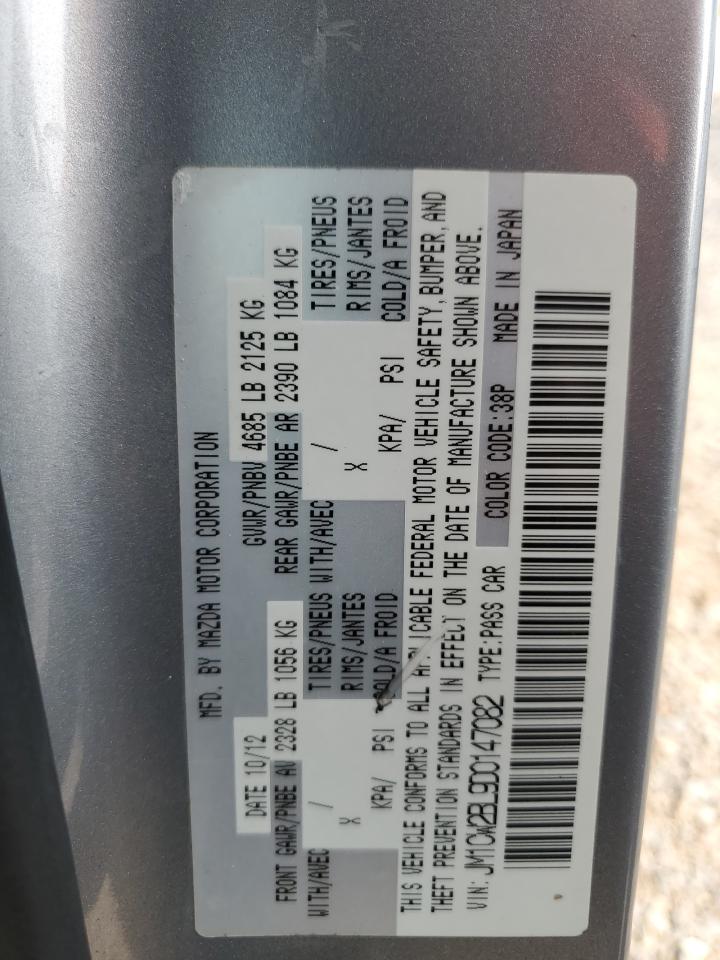 MFD. BY MAZDA MOTOR CORPORATION
DATE 10/12 GVWR/PNBV 4685 LB 2125 KG
FRONT GAWR/PNBE AV 2328 LB 1056 KG REAR GAWR/PNBE AR 2390 LB 1084 KG
WITH/AVEC / TIRES/PNEUS WITH/AVEC / TIRES/PNEUS
X RIMS/JANTES X RIMS/JANTES
KPA/ PSI COLD/A FROID KPA/ PSI COLD/A FROID
THIS VEHICLE CONFORMS TO ALL APPLICABLE FEDERAL MOTOR VEHICLE SAFETY, BUMPER, AND
THEFT PREVENTION STANDARDS IN EFFECT ON THE DATE OF MANUFACTURE SHOWN ABOVE.
VIN: JM1CW2BL9D0147082 TYPE:PASS CAR COLOR CODE:38P MADE IN JAPAN